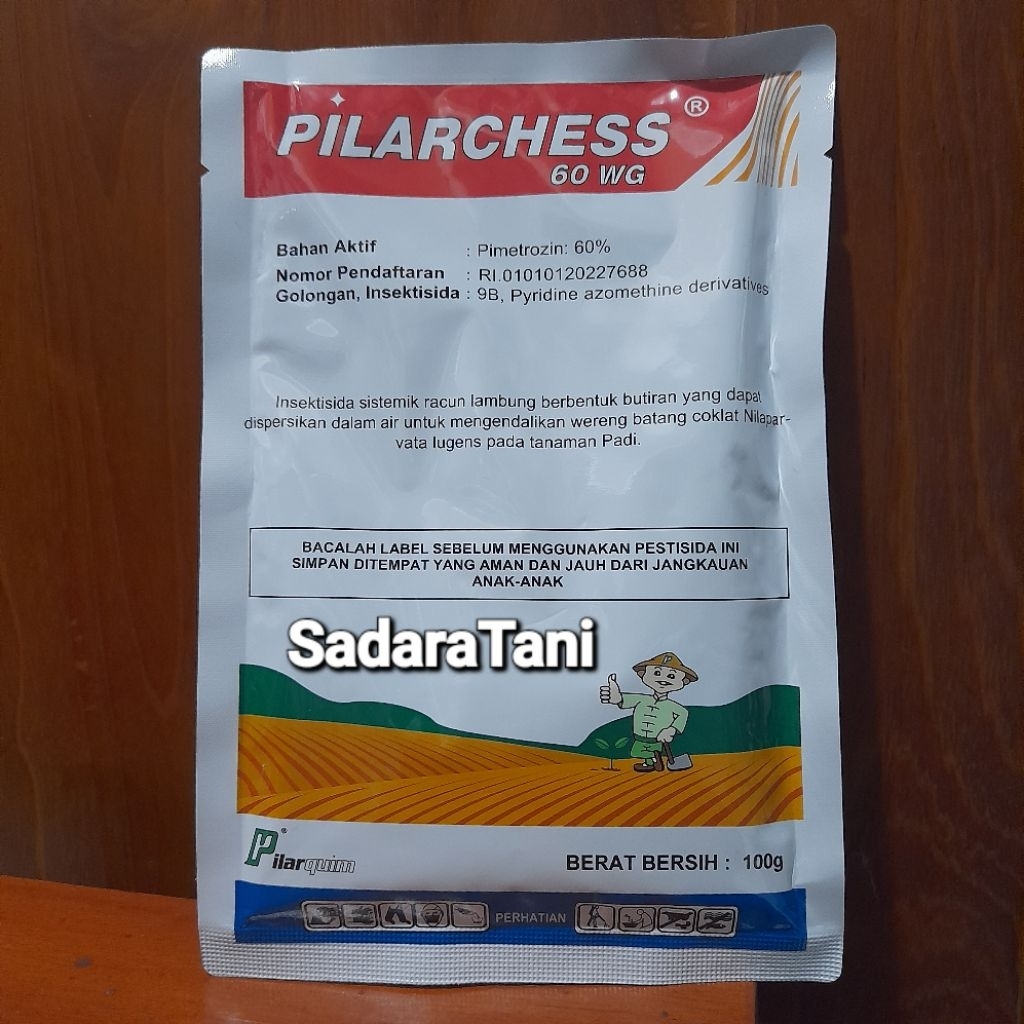 PILARCHESS ®
60 WG
Bahan Aktif : Pimetrozin: 60%
Nomor Pendaftaran : RI.01010120227688
Golongan, Insektisida : 9B, Pyridine azomethine derivatives
Insektisida sistemik racun lambung berbentuk butiran yang dapat
dispersikan dalam air untuk mengendalikan wereng batang coklat Nilapar-
vata lugens pada tanaman Padi.
BACALAH LABEL SEBELUM MENGGUNAKAN PESTISIDA INI
SIMPAN DITEMPAT YANG AMAN DAN JAUH DARI JANGKAUAN
ANAK-ANAK
SadaraTani
Pilarquim ®
BERAT BERSIH : 100g
PERHATIAN